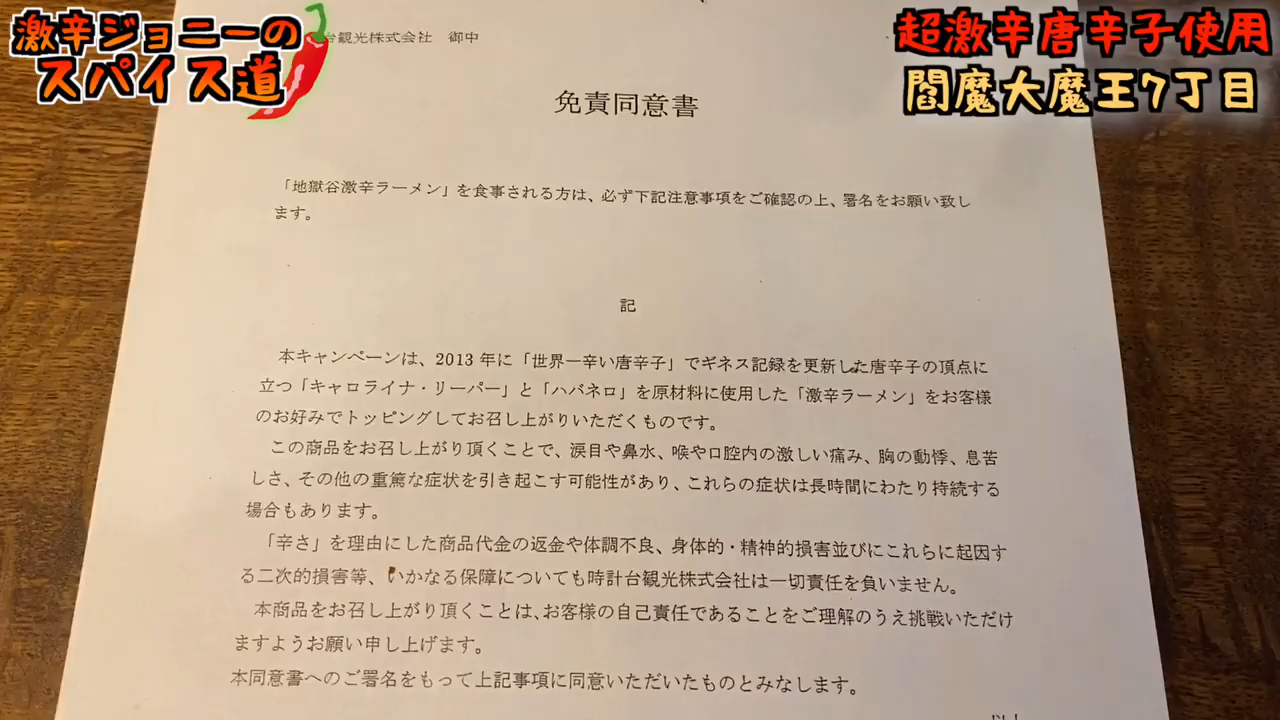 激辛ジョニーの
スパイス道
超激辛唐辛子使用
閻魔大魔王7丁目
台観光株式会社 御中
免責同意書
「地獄谷激辛ラーメン」を食事される方は、必ず下記注意事項をご確認の上、署名をお願い致し
ます。
記
本キャンペーンは、2013年に「世界一辛い唐辛子」でギネス記録を更新した唐辛子の頂点に
立つ「キャロライナ・リーパー」と「ハバネロ」を原材料に使用した「激辛ラーメン」をお客様
のお好みでトッピングしてお召し上がりいただくものです。
この商品をお召し上がり頂くことで、涙目や鼻水、喉や口腔内の激しい痛み、胸の動悸、息苦
しさ、その他の重篤な症状を引き起こす可能性があり、これらの症状は長時間にわたり持続する
場合もあります。
「辛さ」を理由にした商品代金の返金や体調不良、身体的・精神的損害並びにこれらに起因す
る二次的損害等、いかなる保障についても時計台観光株式会社は一切責任を負いません。
本商品をお召し上がり頂くことは、お客様の自己責任であることをご理解のうえ挑戦いただけ
ますようお願い申し上げます。
本同意書へのご署名をもって上記事項に同意いただいたものとみなします。